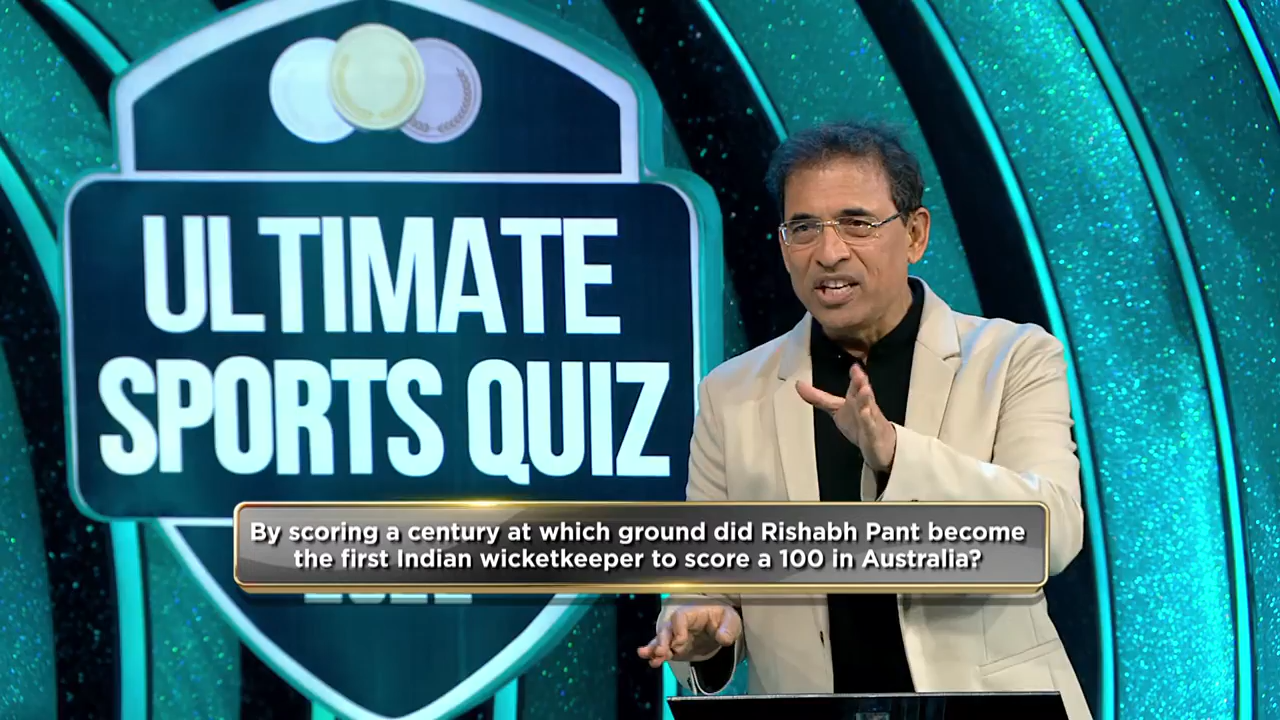 ULTIMATE
SPORTS QUIZ
By scoring a century at which ground did Rishabh Pant become
the first Indian wicketkeeper to score a 100 in Australia?